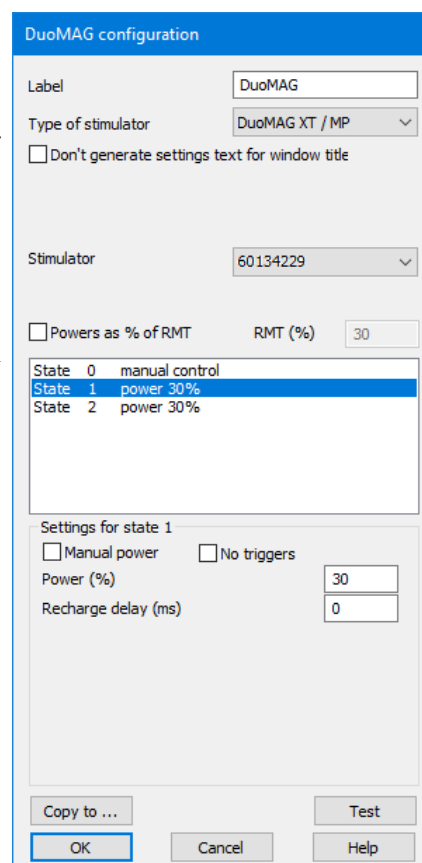 DuoMAG configuration
Label DuoMAG
Type of stimulator DuoMAG XT / MP
Don't generate settings text for window title
Stimulator 60134229
Powers as % of RMT RMT (%) 30
State 0 manual control
State 1 power 30%
State 2 power 30%
Settings for state 1
Manual power No triggers
Power (%) 30
Recharge delay (ms) 0
Copy to ... Test
OK Cancel Help